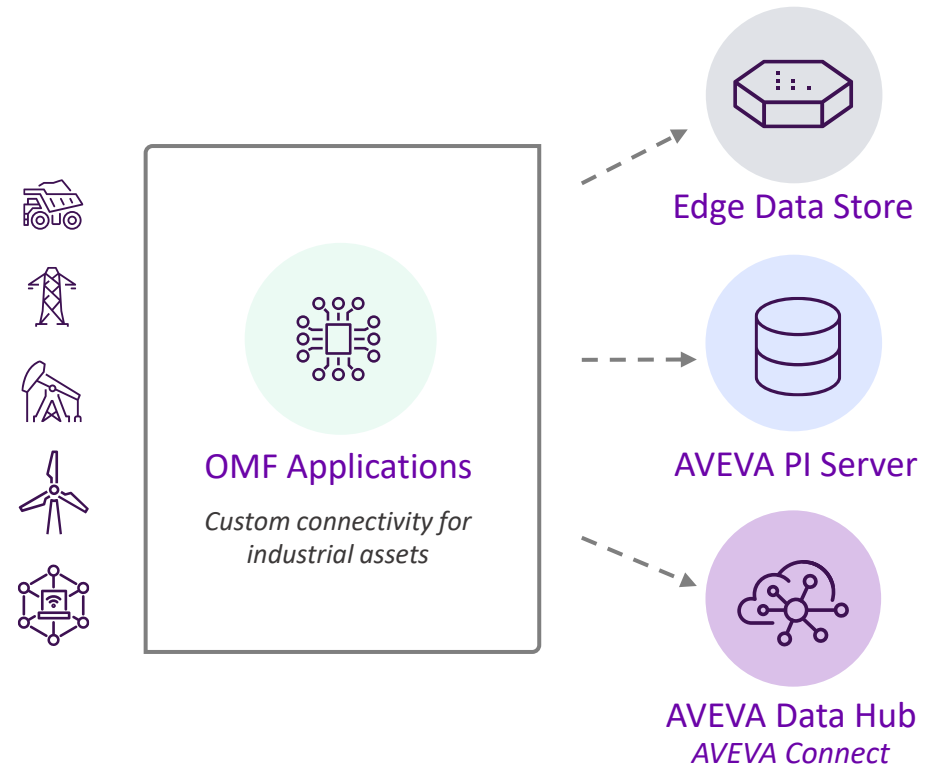 Edge Data Store
OMF Applications
Custom connectivity for
industrial assets
AVEVA PI Server
AVEVA Data Hub
AVEVA Connect